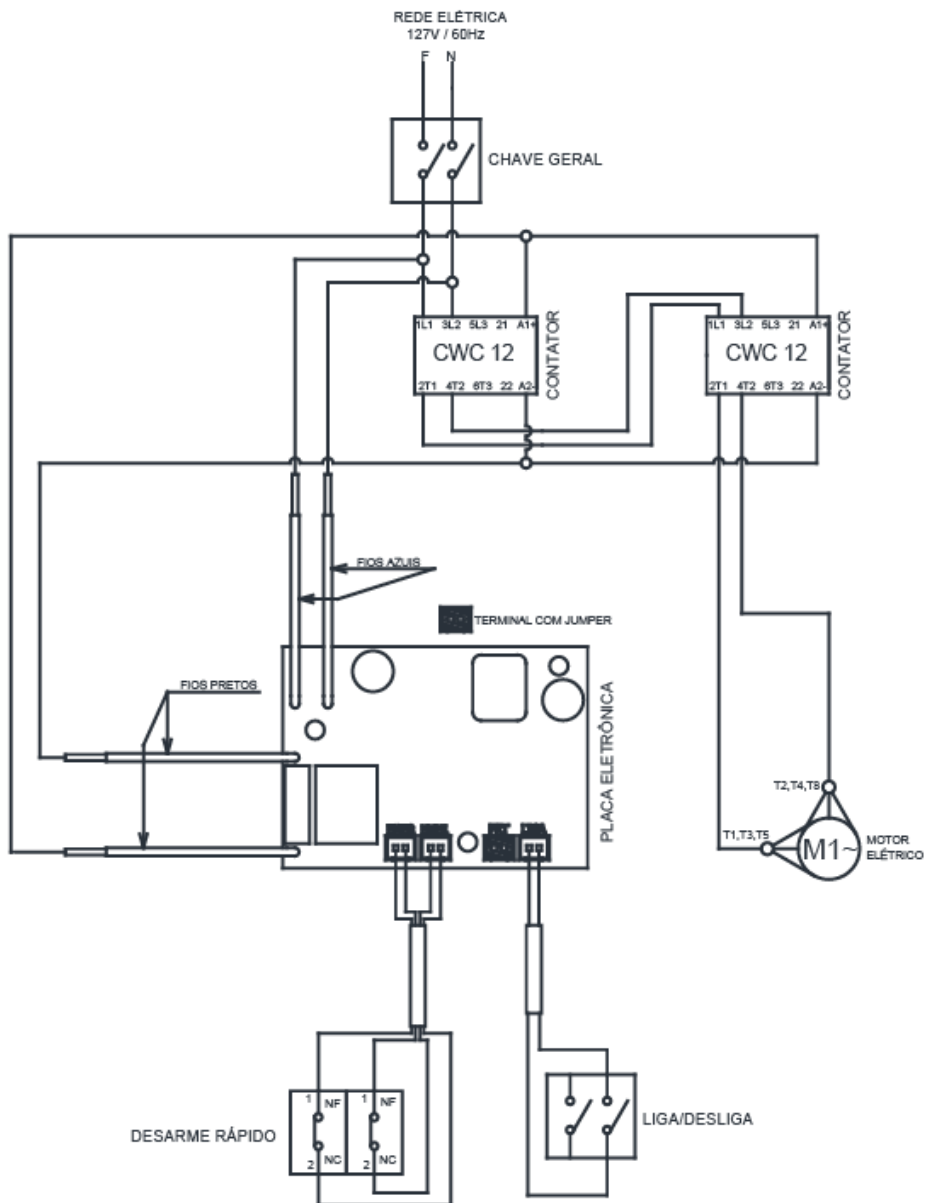 REDE ELÉTRICA
127V / 60Hz
F N
CHAVE GERAL
1L1 3L2 5L3 21 A1+
CWC 12
2T1 4T2 6T3 22 A2-
CONTATOR
1L1 3L2 5L3 21 A1+
CWC 12
2T1 4T2 6T3 22 A2-
CONTATOR
FIOS AZUIS
TERMINAL COM JUMPER
FIOS PRETOS
PLACA ELETRÔNICA
T2,T4,T8
T1,T3,T5
M1~
MOTOR
ELÉTRICO
DESARME RÁPIDO
1 NF
2 NC
1 NF
2 NC
LIGA/DESLIGA